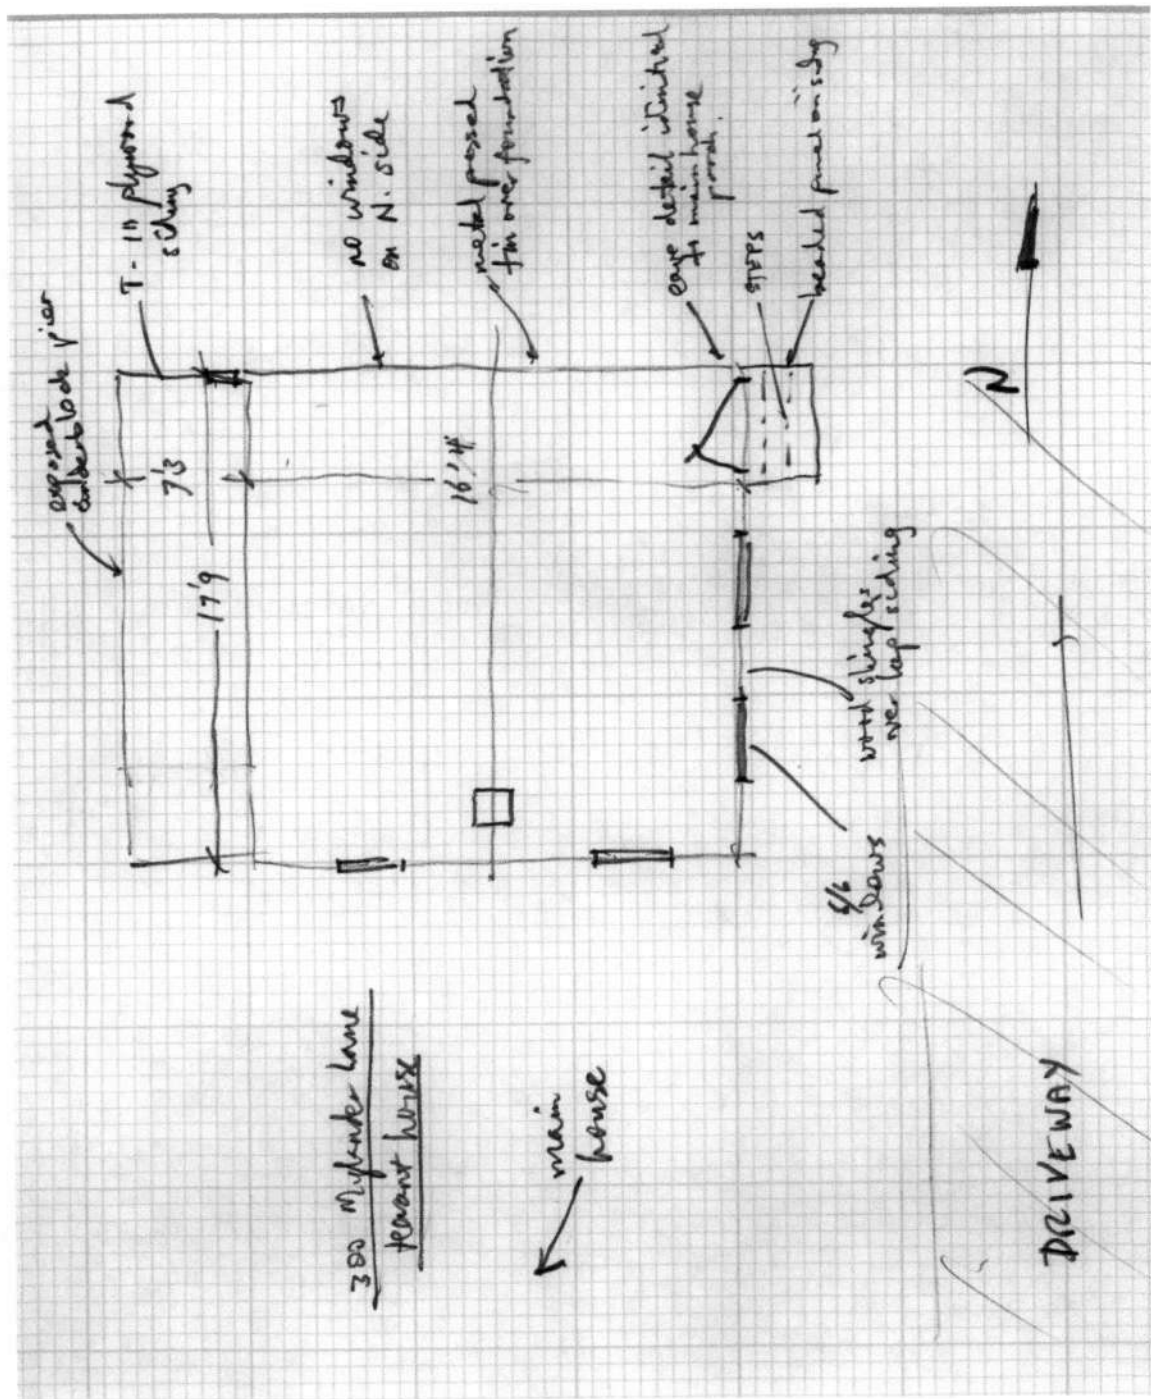 300 Mylander Lane
tenant house
main
house
exposed
cinderblock pier
T-111 plywood
siding
no windows
on N. side
metal pressed
tin over foundation
eave detail identical
to main house
porch.
STEPS
beaded panel on siding
7'3
17'9
16'4"
N
wood shingles
over lap siding
6/6
windows
DRIVEWAY